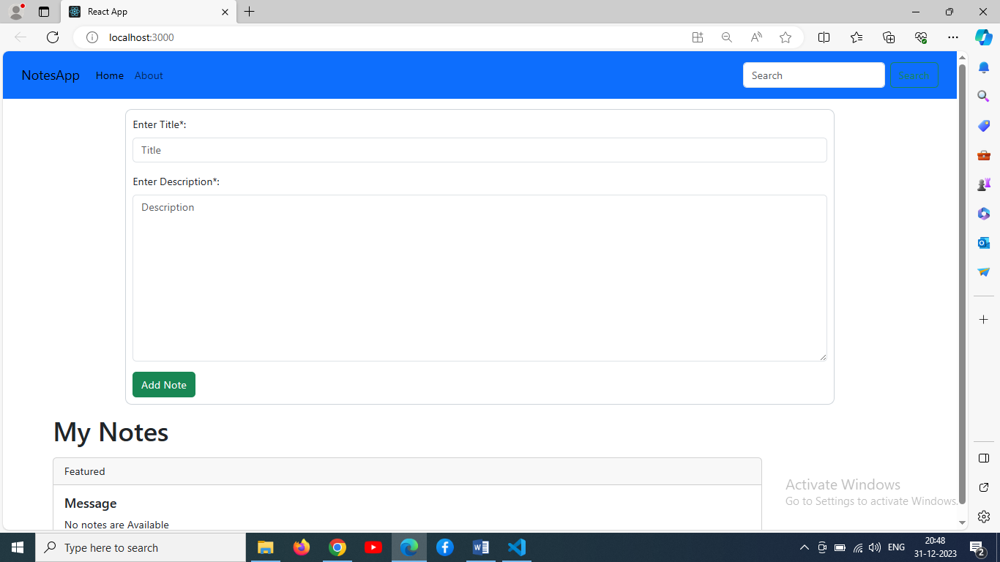 React App
localhost:3000
NotesApp Home About Search Search
Enter Title*:
Title
Enter Description*:
Description
Add Note
My Notes
Featured
Message
No notes are Available
Activate Windows
Go to Settings to activate Windows.
Type here to search
ENG
20:48
31-12-2023
2